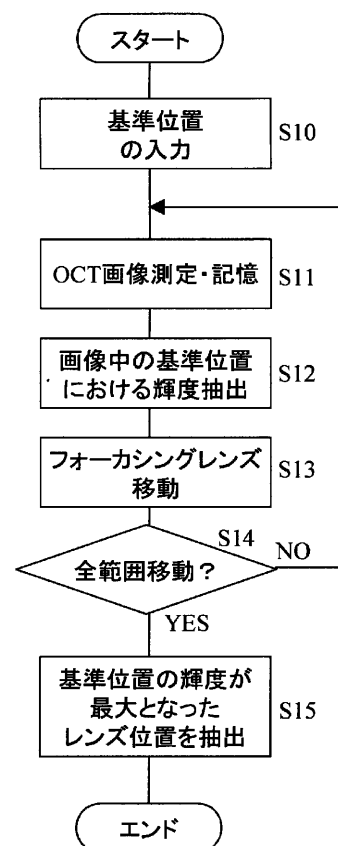 スタート
基準位置
の入力
S10
OCT画像測定・記憶
S11
画像中の基準位置
における輝度抽出
S12
フォーカシングレンズ
移動
S13
S14
全範囲移動?
NO
YES
基準位置の輝度が
最大となった
レンズ位置を抽出
S15
エンド